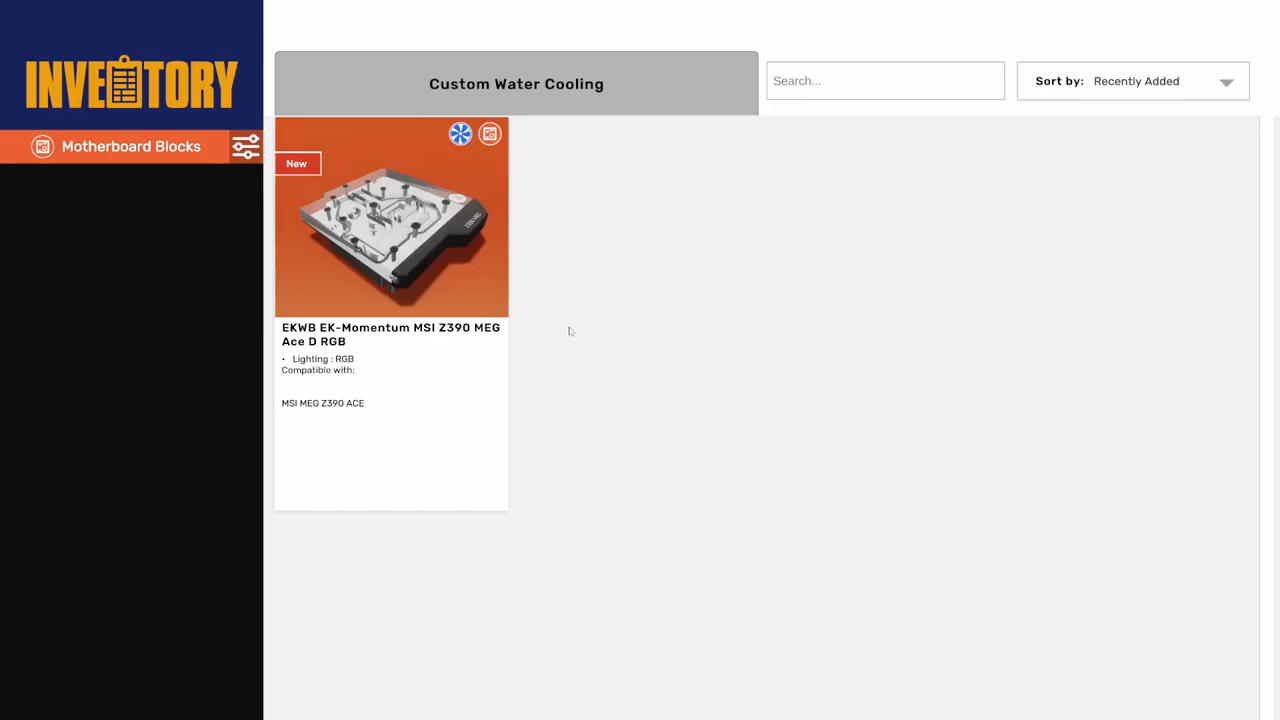 INVENTORY
Motherboard Blocks
Custom Water Cooling
Search...
Sort by: Recently Added
New
EKWB EK-Momentum MSI Z390 MEG
Ace D RGB
• Lighting : RGB
Compatible with:
MSI MEG Z390 ACE